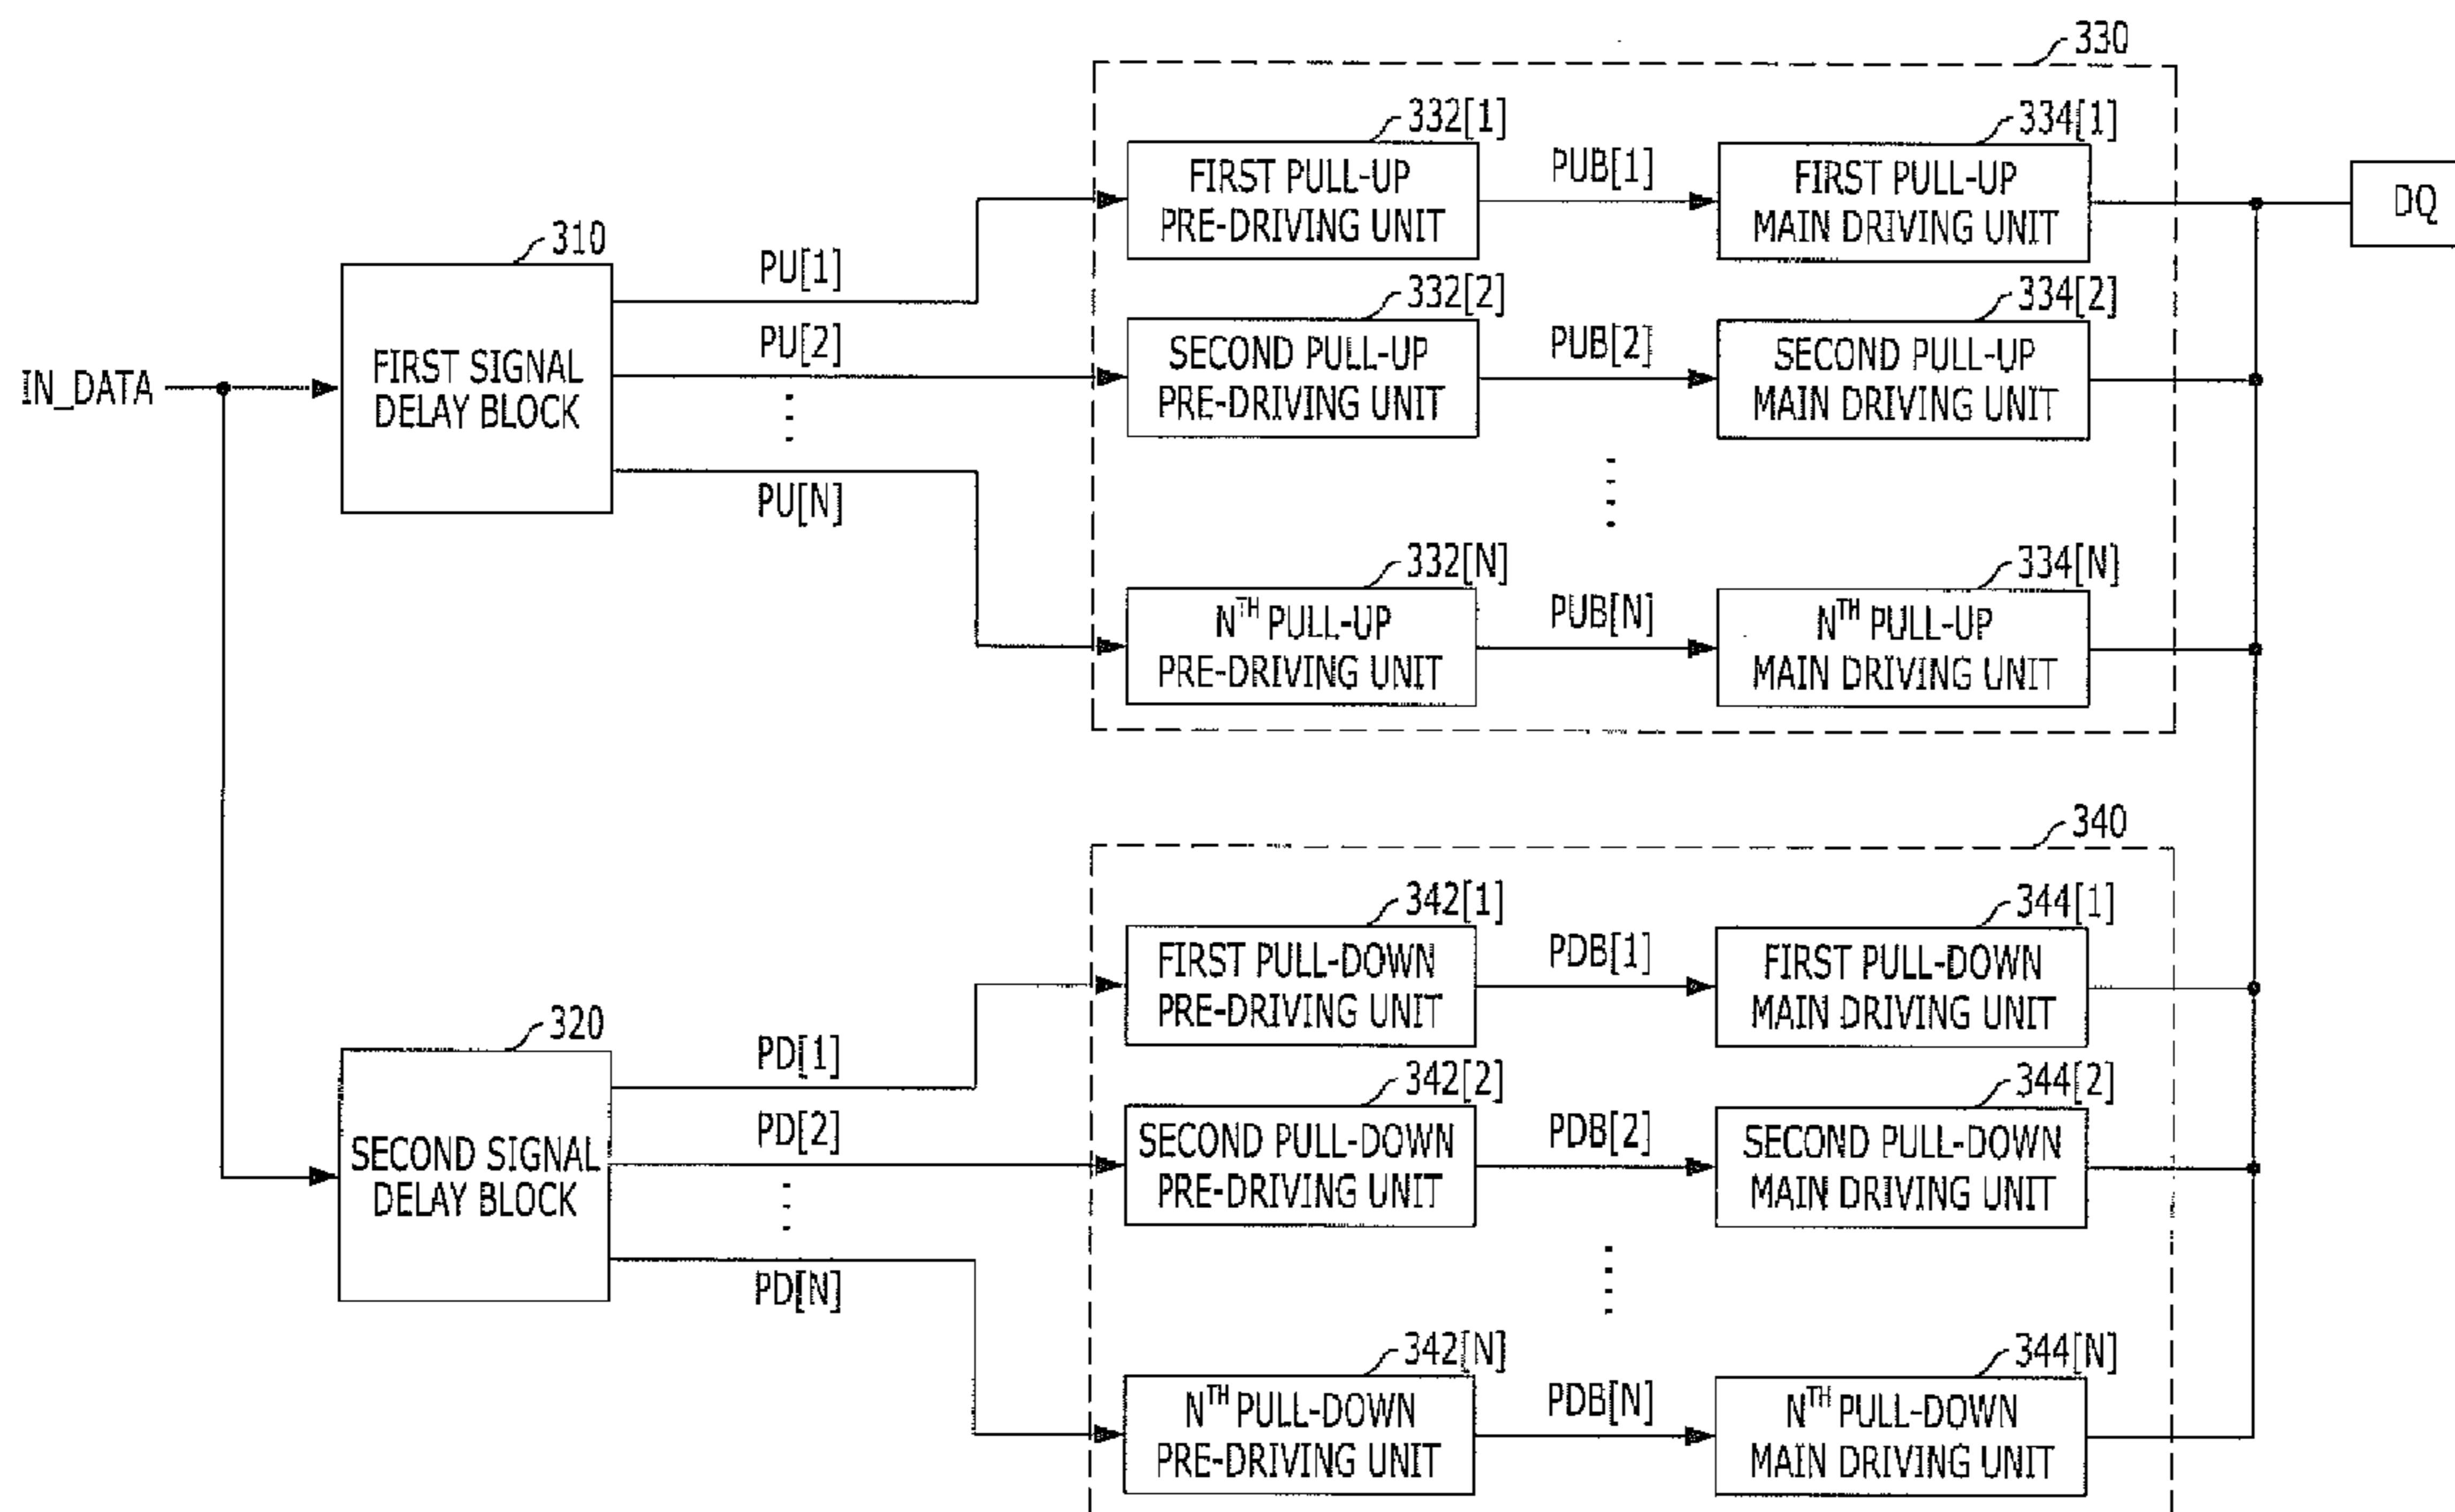 330
332[1]
334[1]
FIRST PULL-UP
PRE-DRIVING UNIT
PUB[1]
FIRST PULL-UP
MAIN DRIVING UNIT
DQ
310
PU[1]
332[2]
334[2]
IN_DATA
FIRST SIGNAL
DELAY BLOCK
PU[2]
SECOND PULL-UP
PRE-DRIVING UNIT
PUB[2]
SECOND PULL-UP
MAIN DRIVING UNIT
PU[N]
332[N]
334[N]
Nᵀᴴ PULL-UP
PRE-DRIVING UNIT
PUB[N]
Nᵀᴴ PULL-UP
MAIN DRIVING UNIT
340
342[1]
344[1]
FIRST PULL-DOWN
PRE-DRIVING UNIT
PDB[1]
FIRST PULL-DOWN
MAIN DRIVING UNIT
320
PD[1]
342[2]
344[2]
SECOND SIGNAL
DELAY BLOCK
PD[2]
SECOND PULL-DOWN
PRE-DRIVING UNIT
PDB[2]
SECOND PULL-DOWN
MAIN DRIVING UNIT
PD[N]
342[N]
344[N]
Nᵀᴴ PULL-DOWN
PRE-DRIVING UNIT
PDB[N]
Nᵀᴴ PULL-DOWN
MAIN DRIVING UNIT